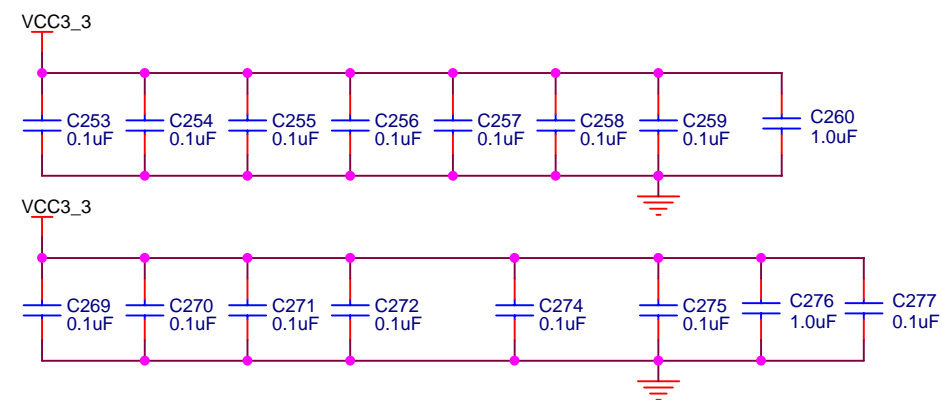 VCC3_3
C253 C254 C255 C256 C257 C258 C259 C260
0.1uF 0.1uF 0.1uF 0.1uF 0.1uF 0.1uF 0.1uF 1.0uF
VCC3_3
C269 C270 C271 C272 C274 C275 C276 C277
0.1uF 0.1uF 0.1uF 0.1uF 0.1uF 0.1uF 1.0uF 0.1uF